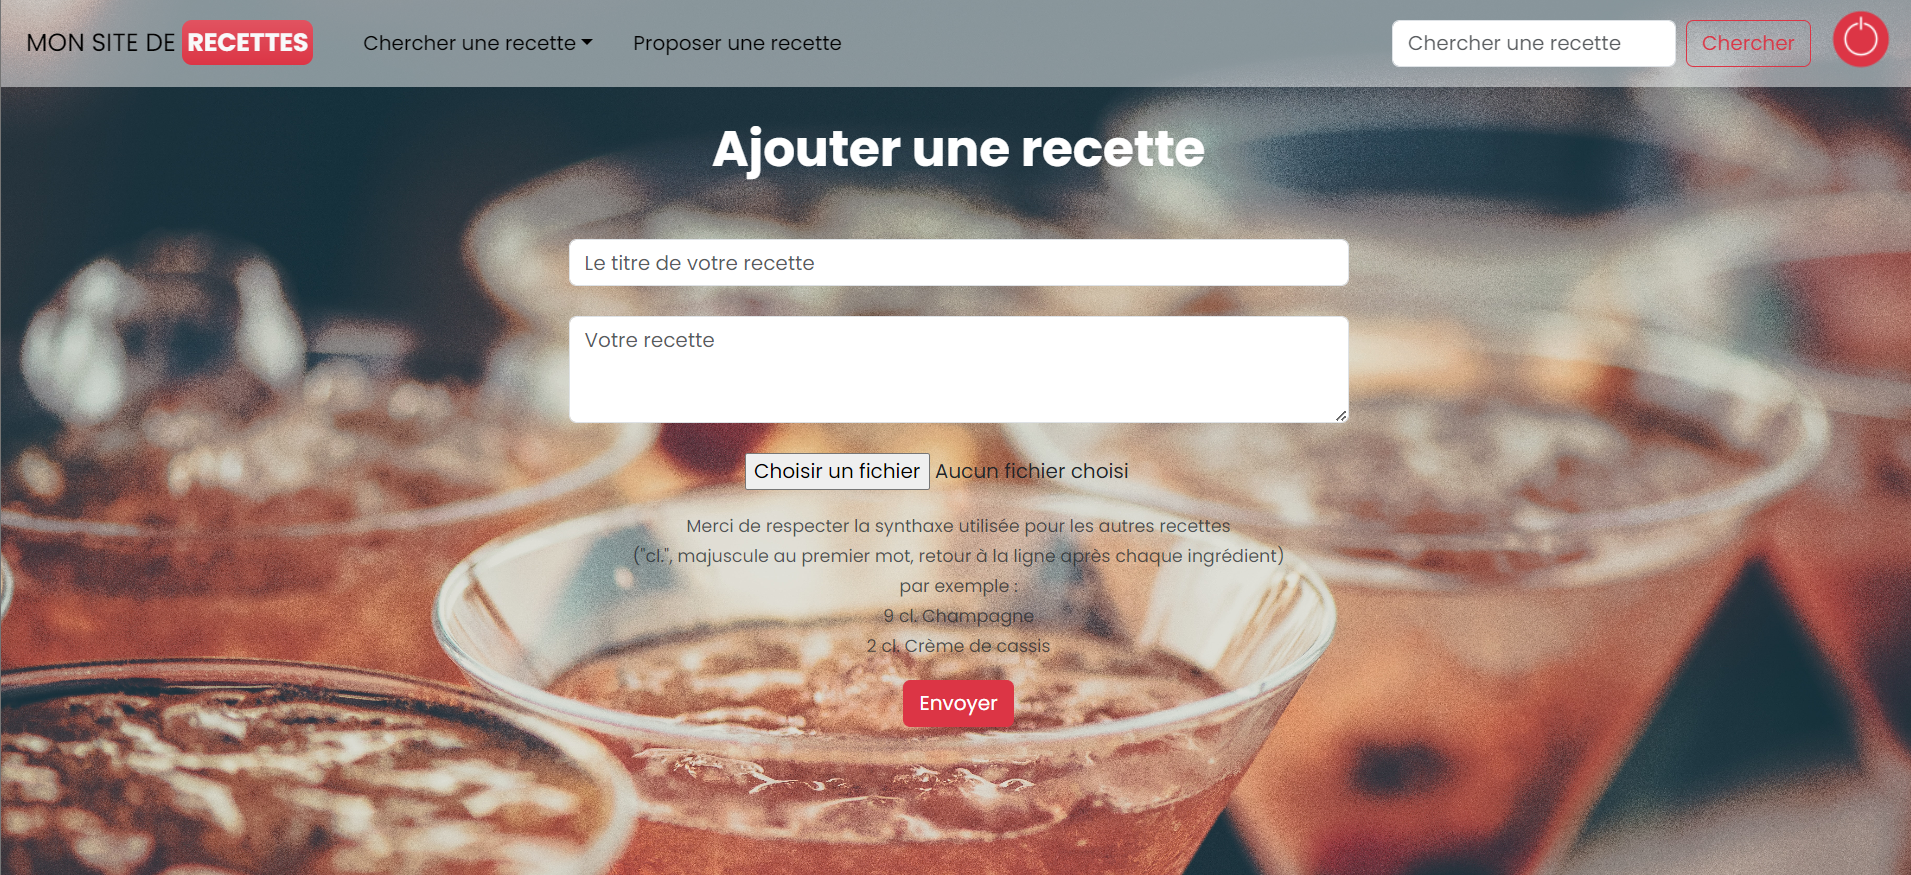 MON SITE DE RECETTES
Chercher une recette
Proposer une recette
Chercher une recette
Chercher
Ajouter une recette
Le titre de votre recette
Votre recette
Choisir un fichier Aucun fichier choisi
Merci de respecter la synthaxe utilisée pour les autres recettes
("cl.", majuscule au premier mot, retour à la ligne après chaque ingrédient)
par exemple :
9 cl. Champagne
2 cl. Crème de cassis
Envoyer